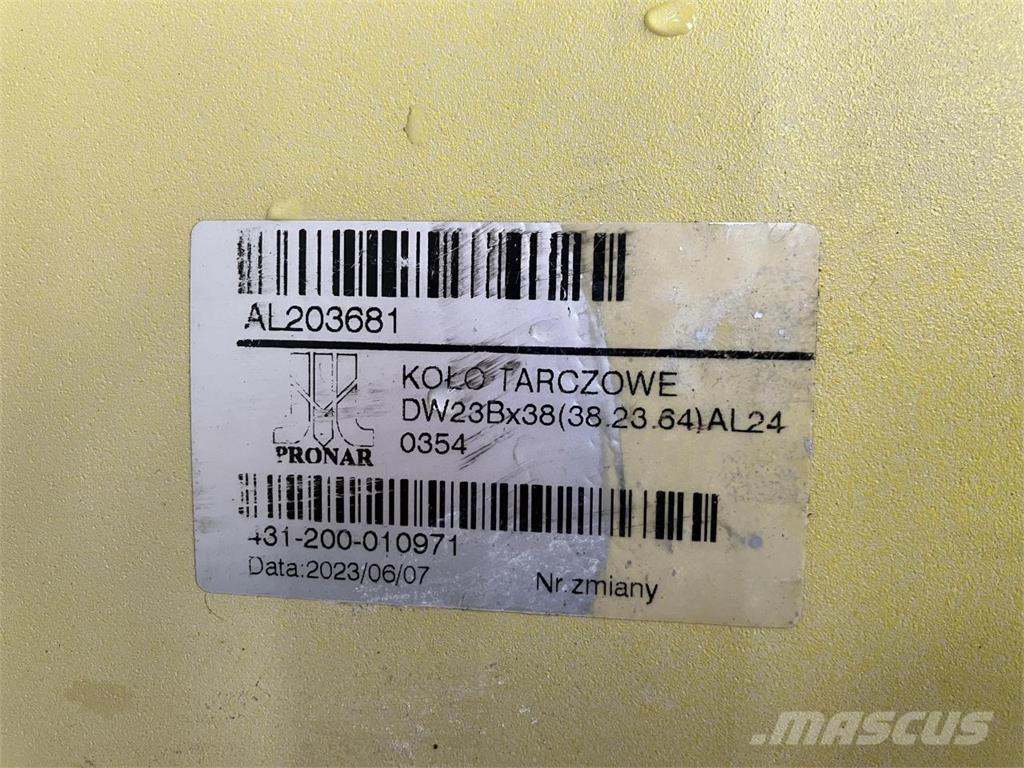 AL203681
KOŁO TARCZOWE
DW23Bx38(38.23.64)AL24
0354
PRONAR
431-200-010971
Data:2023/06/07
Nr.zmiany
MASCUS